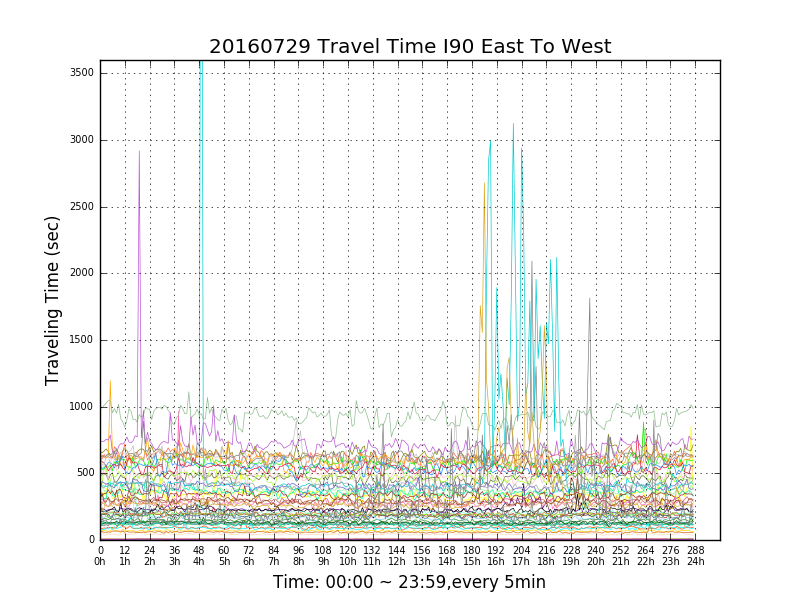 20160729 Travel Time I90 East To West
Traveling Time (sec)
3500
3000
2500
2000
1500
1000
500
0
0 12 24 36 48 60 72 84 96 108 120 132 144 156 168 180 192 204 216 228 240 252 264 276 288
0h 1h 2h 3h 4h 5h 6h 7h 8h 9h 10h 11h 12h 13h 14h 15h 16h 17h 18h 19h 20h 21h 22h 23h 24h
Time: 00:00 ~ 23:59,every 5min